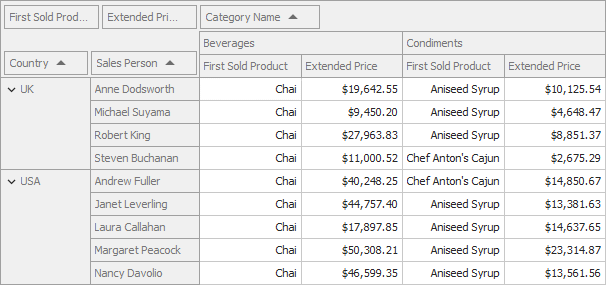 First Sold Prod... Extended Pri... Category Name
Beverages Condiments
Country Sales Person First Sold Product Extended Price First Sold Product Extended Price
UK Anne Dodsworth Chai $19,642.55 Aniseed Syrup $10,125.54
Michael Suyama Chai $9,450.20 Aniseed Syrup $4,648.47
Robert King Chai $27,963.83 Aniseed Syrup $8,851.37
Steven Buchanan Chai $11,000.52 Chef Anton's Cajun $2,675.29
USA Andrew Fuller Chai $40,248.25 Chef Anton's Cajun $14,850.67
Janet Leverling Chai $44,757.40 Aniseed Syrup $13,381.63
Laura Callahan Chai $17,897.85 Aniseed Syrup $14,637.65
Margaret Peacock Chai $50,308.21 Aniseed Syrup $23,314.87
Nancy Davolio Chai $46,599.35 Aniseed Syrup $13,561.56